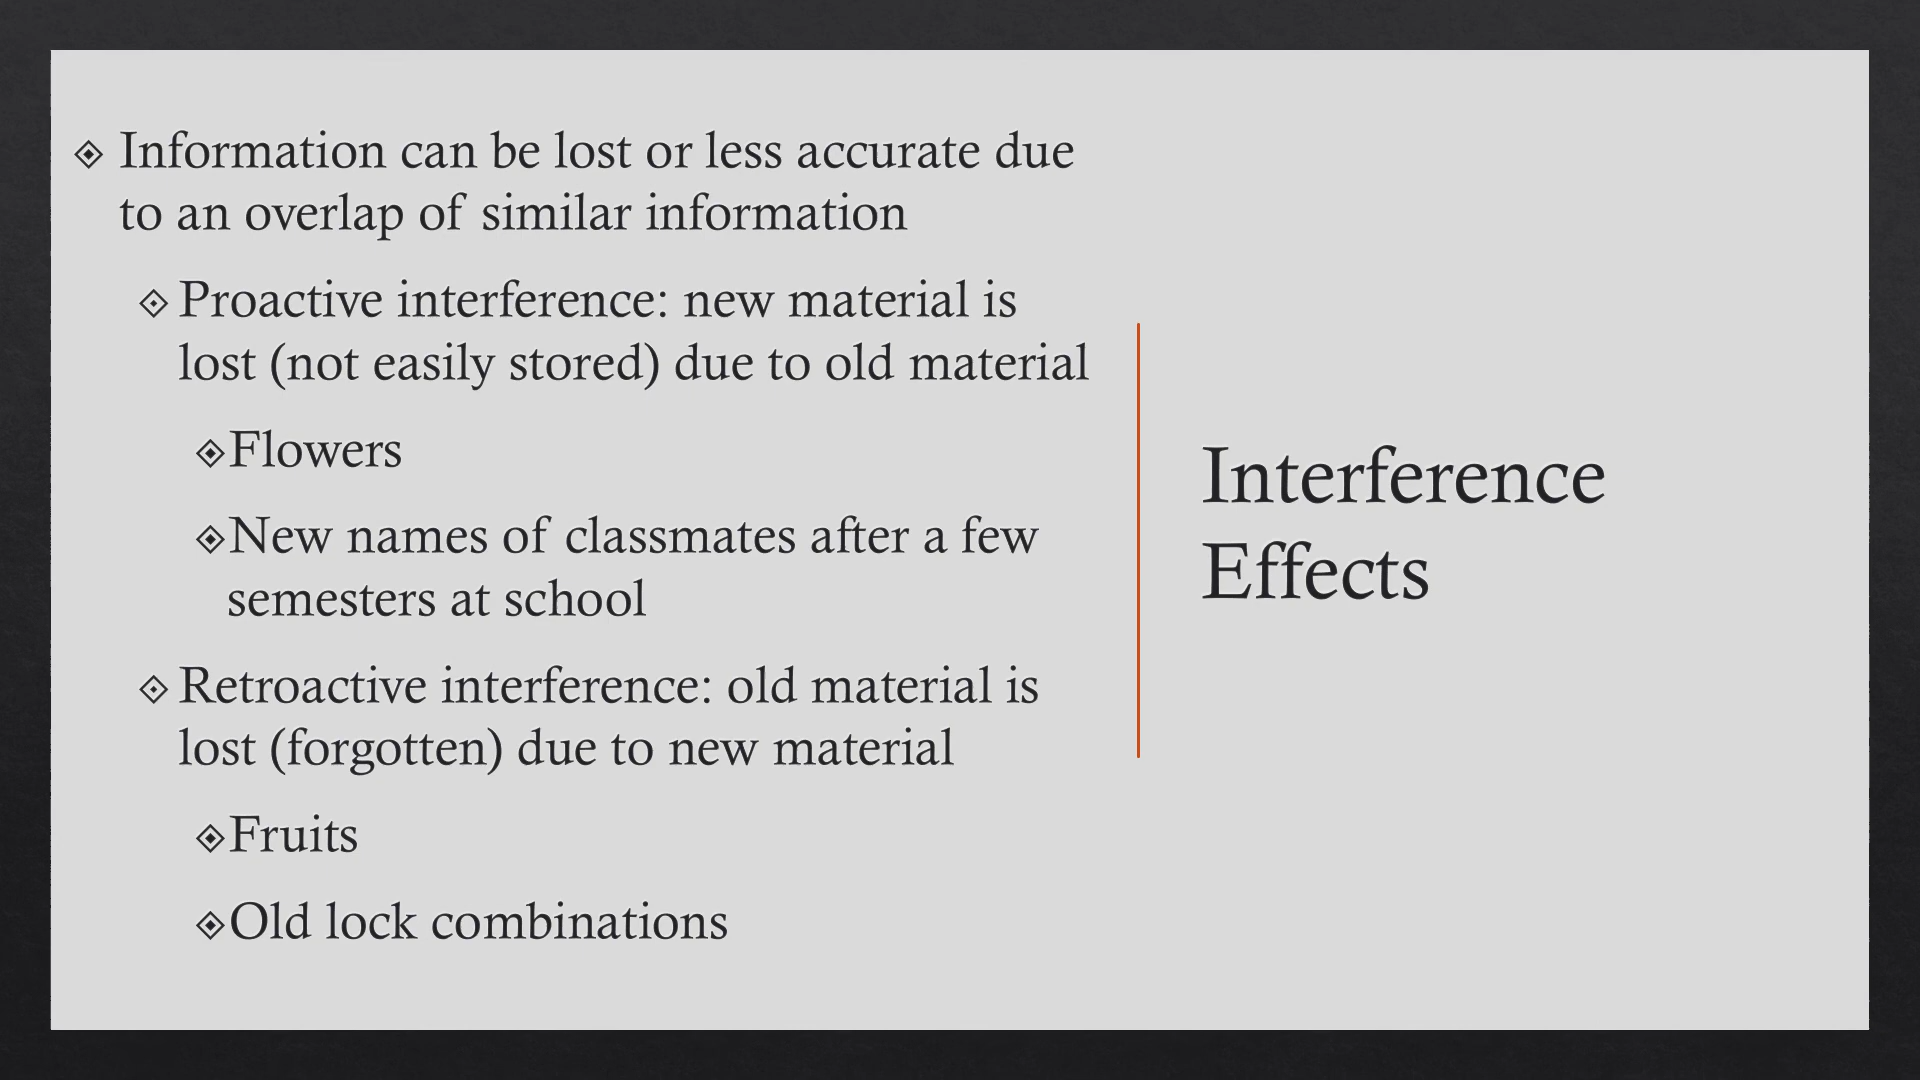 Information can be lost or less accurate due
to an overlap of similar information
Proactive interference: new material is
lost (not easily stored) due to old material
Flowers
New names of classmates after a few
semesters at school
Retroactive interference: old material is
lost (forgotten) due to new material
Fruits
Old lock combinations
Interference
Effects